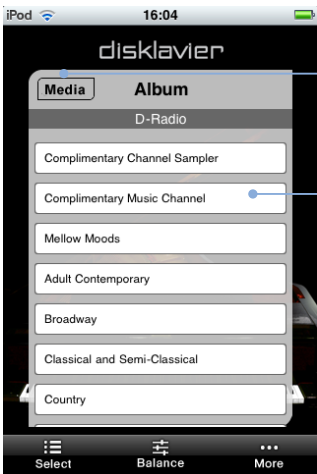 iPod 16:04
disklavier
Media Album
D-Radio
Complimentary Channel Sampler
Complimentary Music Channel
Mellow Moods
Adult Contemporary
Broadway
Classical and Semi-Classical
Country
Select Balance More